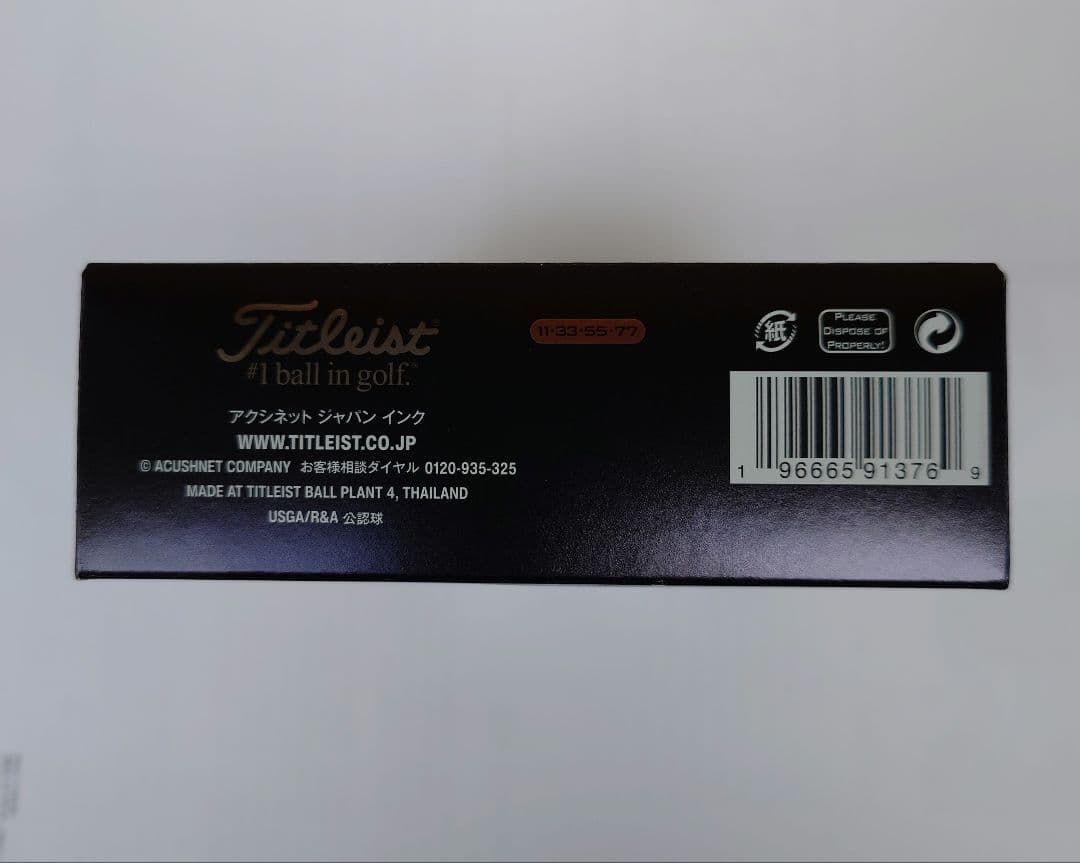 Titleist™
#1 ball in golf.™
アクシネット ジャパン インク
WWW.TITLEIST.CO.JP
© ACUSHNET COMPANY お客様相談ダイヤル 0120-935-325
MADE AT TITLEIST BALL PLANT 4, THAILAND
USGA/R&A 公認球
11·33·55·77
紙
PLEASE
DISPOSE OF
PROPERLY!
1 96665 91376 9